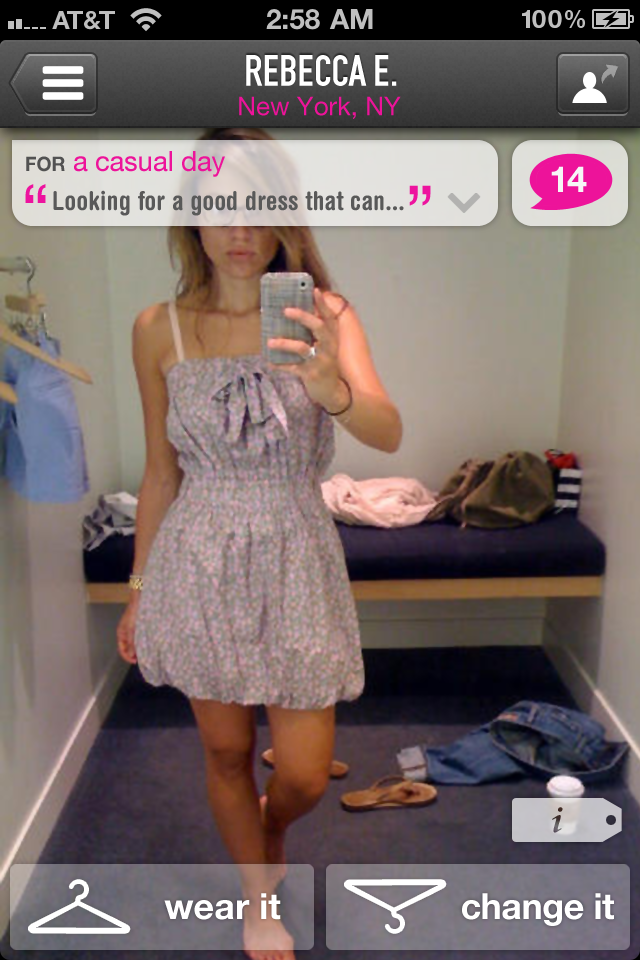 AT&T 2:58 AM 100%
REBECCA E.
New York, NY
FOR a casual day
“Looking for a good dress that can...”
14
i
wear it
change it